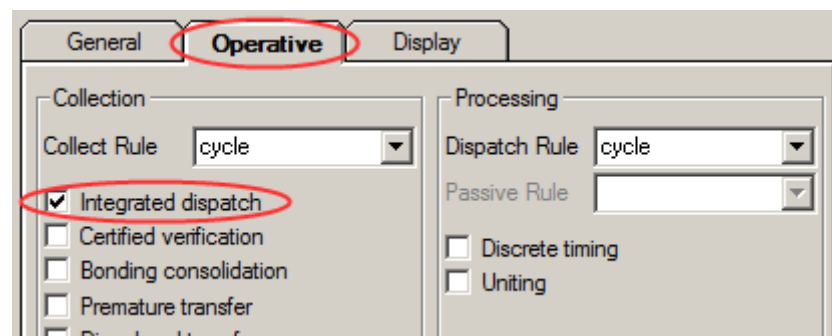 General Operative Display
Collection
Collect Rule cycle
Integrated dispatch
Certified verification
Bonding consolidation
Premature transfer
Processing
Dispatch Rule cycle
Passive Rule
Discrete timing
Uniting